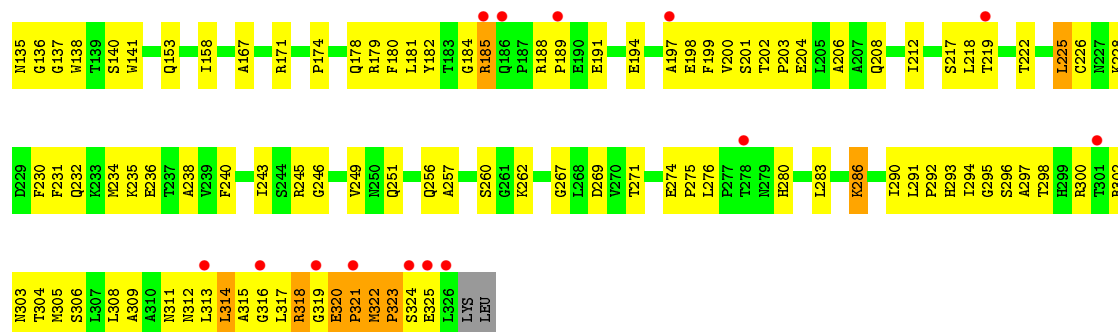 N135 G136 G137 W138 T139 S140 W141 Q153 I158 A167 R171 P174 Q178 R179 F180 L181 Y182 T183 G184 R185 Q186 P187 R188 P189 E190 E191 E194 A197 E198 F199 V200 S201 T202 P203 E204 L205 A206 A207 Q208 I212 S217 L218 T219 T222 L225 C226 N227 K228
D229 F230 F231 Q232 K233 M234 K235 E236 T237 A238 V239 F240 I243 S244 R245 G246 V249 N250 Q251 Q256 A257 S260 G261 K262 G267 L268 D269 V270 T271 E274 P275 L276 P277 T278 N279 H280 L283 K286 I290 L291 P292 H293 I294 G295 S296 A297 T298 H299 R300 T301
N303 T304 M305 S306 L307 L308 A309 A310 N311 N312 L313 L314 A315 G316 L317 R318 G319 E320 P321 M322 P323 S324 E325 L326 LYS LEU